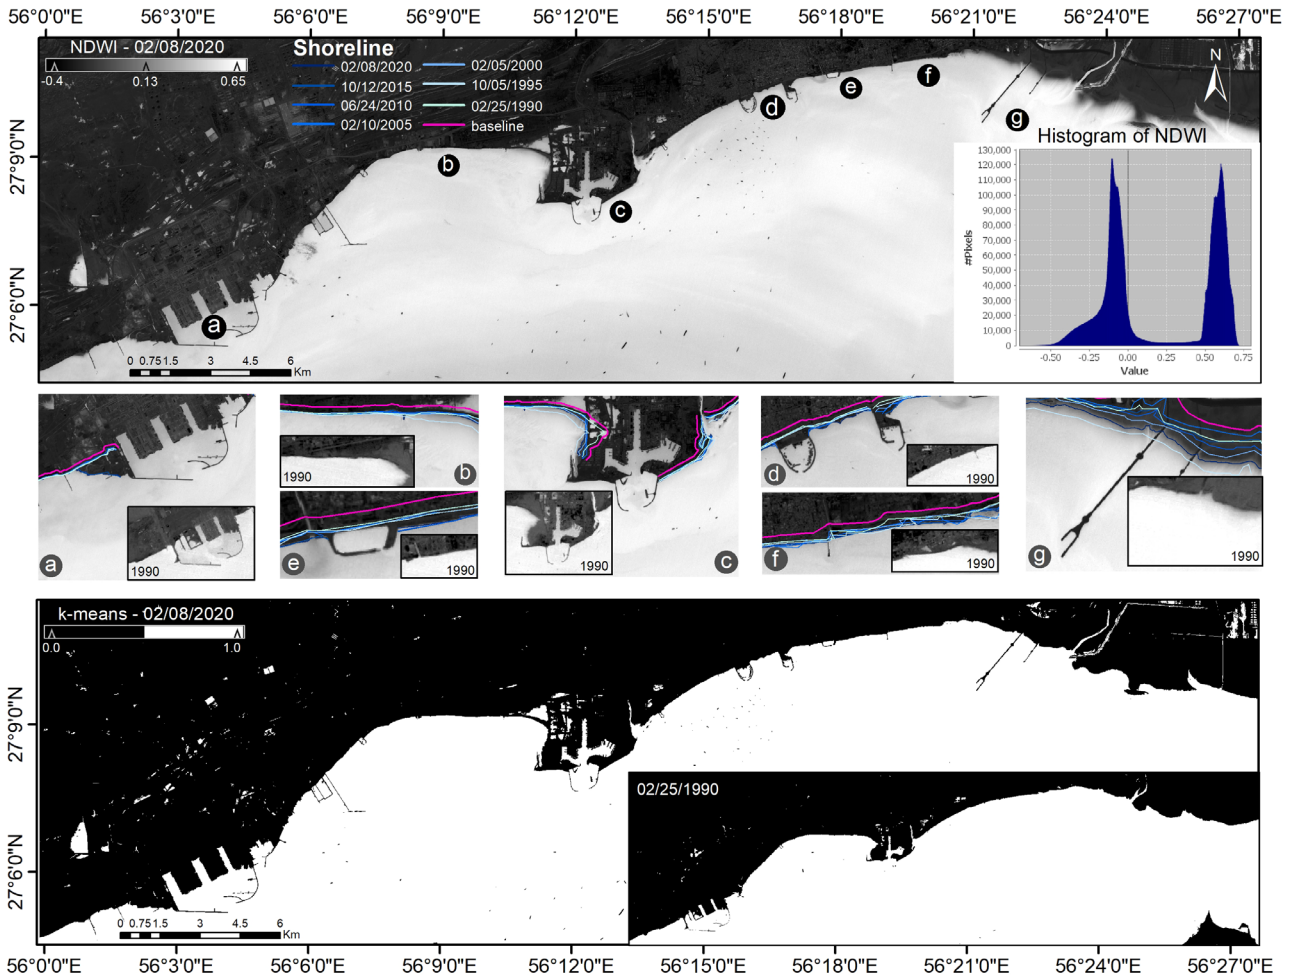 56°0'0"E 56°3'0"E 56°6'0"E 56°9'0"E 56°12'0"E 56°15'0"E 56°18'0"E 56°21'0"E 56°24'0"E 56°27'0"E
NDWI - 02/08/2020
-0.4 0.13 0.65
Shoreline
02/08/2020 02/05/2000
10/12/2015 10/05/1995
06/24/2010 02/25/1990
02/10/2005 baseline
N
a
b
c
d
e
f
g
27°9'0"N
27°6'0"N
0 0.75 1.5 3 4.5 6
Km
Histogram of NDWI
130,000
120,000
110,000
100,000
90,000
80,000
70,000
60,000
50,000
40,000
30,000
20,000
10,000
0
#Pixels
-0.50 -0.25 0.00 0.25 0.50 0.75
Value
1990
a
1990
b
1990
e
1990
c
1990
d
1990
f
1990
g
k-means - 02/08/2020
0.0 1.0
27°9'0"N
27°6'0"N
0 0.75 1.5 3 4.5 6
Km
02/25/1990
56°0'0"E 56°3'0"E 56°6'0"E 56°9'0"E 56°12'0"E 56°15'0"E 56°18'0"E 56°21'0"E 56°24'0"E 56°27'0"E